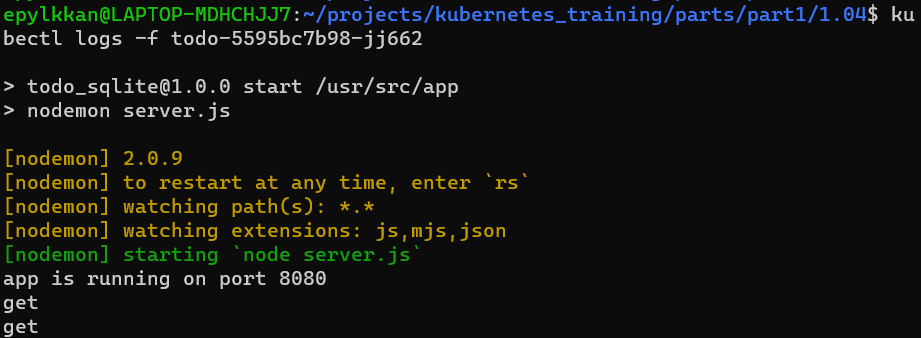 epylkkan@LAPTOP-MDHCHJJ7:~/projects/kubernetes_training/parts/part1/1.04$ ku
bectl logs -f todo-5595bc7b98-jj662
> todo_sqlite@1.0.0 start /usr/src/app
> nodemon server.js
[nodemon] 2.0.9
[nodemon] to restart at any time, enter `rs`
[nodemon] watching path(s): *.*
[nodemon] watching extensions: js,mjs,json
[nodemon] starting `node server.js`
app is running on port 8080
get
get